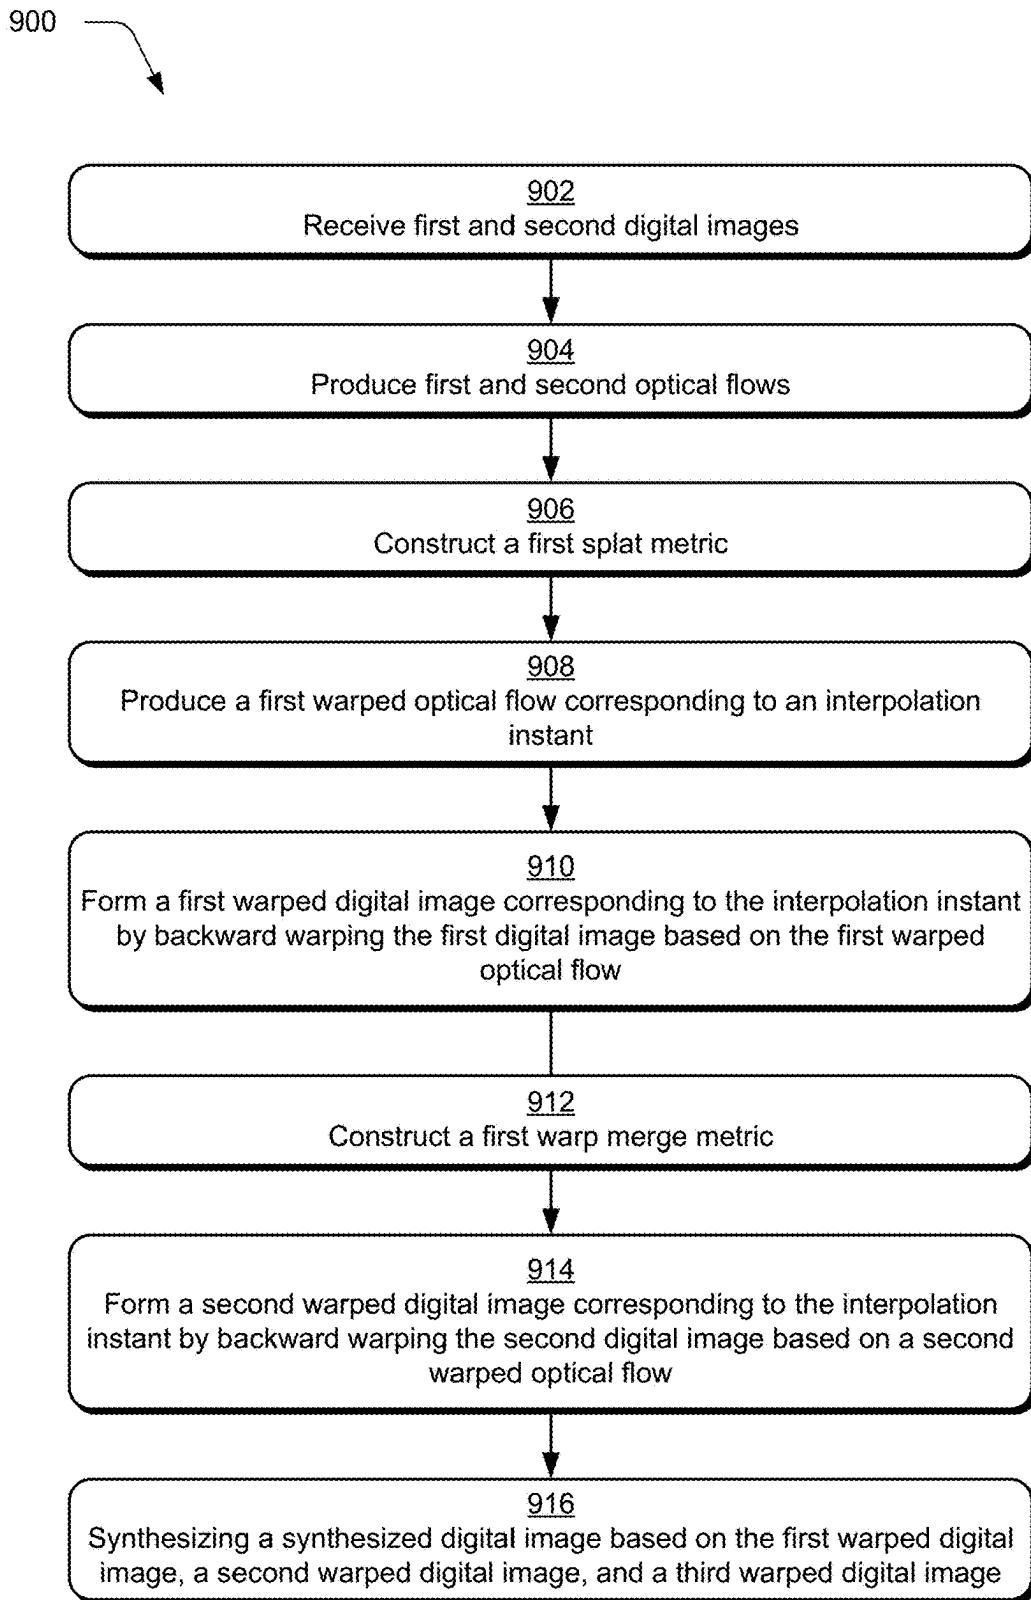 900
902
Receive first and second digital images
904
Produce first and second optical flows
906
Construct a first splat metric
908
Produce a first warped optical flow corresponding to an interpolation
instant
910
Form a first warped digital image corresponding to the interpolation instant
by backward warping the first digital image based on the first warped
optical flow
912
Construct a first warp merge metric
914
Form a second warped digital image corresponding to the interpolation
instant by backward warping the second digital image based on a second
warped optical flow
916
Synthesizing a synthesized digital image based on the first warped digital
image, a second warped digital image, and a third warped digital image